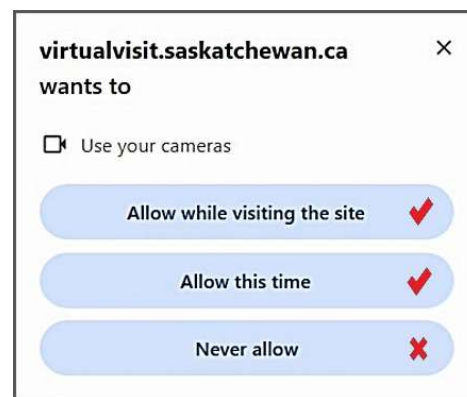 virtualvisit.saskatchewan.ca
wants to
Use your cameras
Allow while visiting the site
Allow this time
Never allow